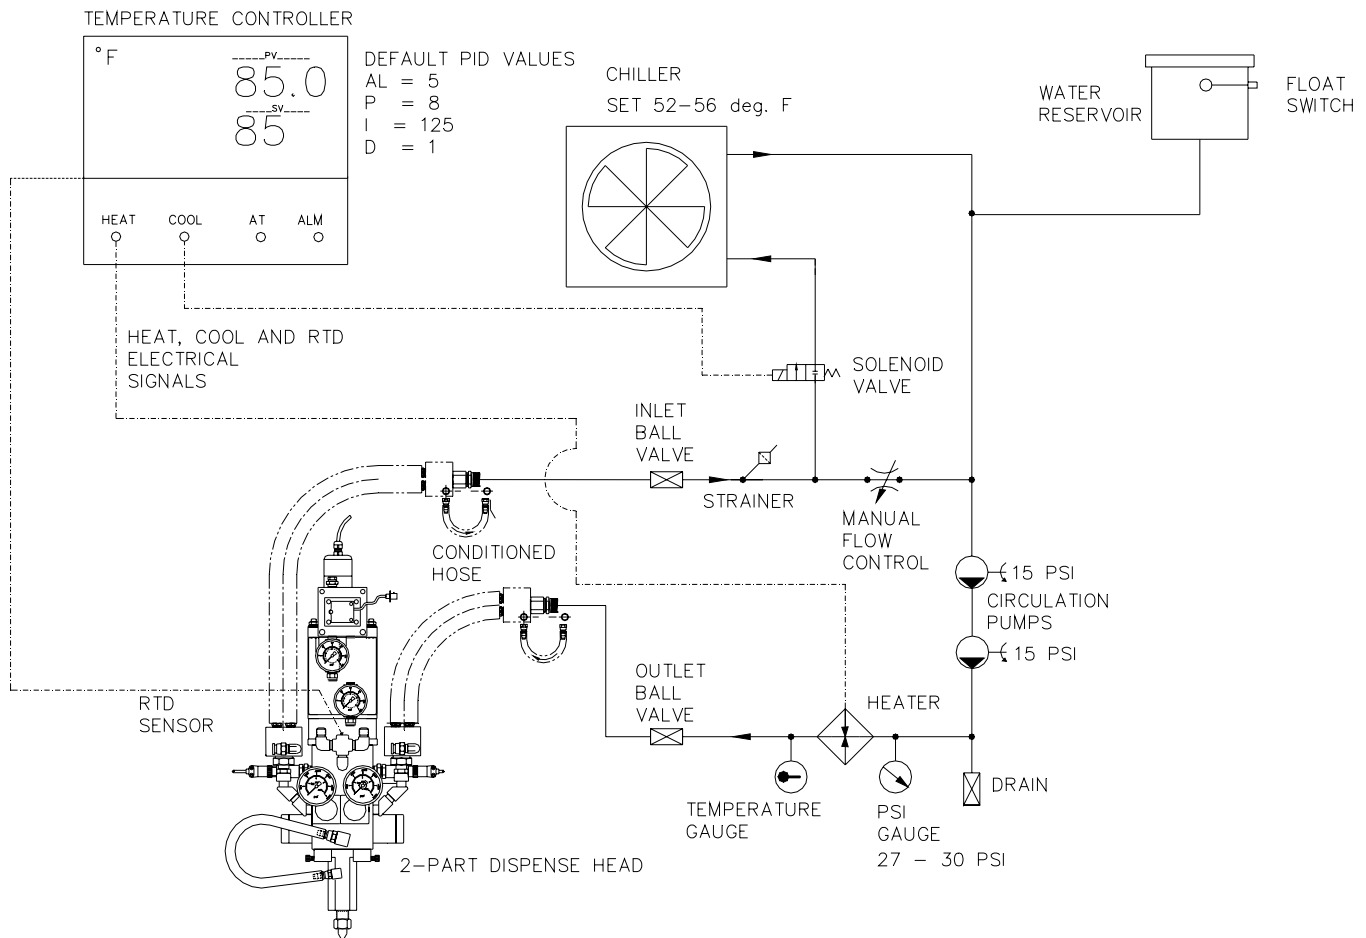 TEMPERATURE CONTROLLER
°F
PV
85.0
SV
85
HEAT
COOL
AT
ALM
DEFAULT PID VALUES
AL = 5
P = 8
I = 125
D = 1
CHILLER
SET 52-56 deg. F
WATER
RESERVOIR
FLOAT
SWITCH
HEAT, COOL AND RTD
ELECTRICAL
SIGNALS
SOLENOID
VALVE
INLET
BALL
VALVE
STRAINER
MANUAL
FLOW
CONTROL
CONDITIONED
HOSE
15 PSI
CIRCULATION
PUMPS
15 PSI
RTD
SENSOR
OUTLET
BALL
VALVE
HEATER
TEMPERATURE
GAUGE
PSI
GAUGE
27 - 30 PSI
DRAIN
2-PART DISPENSE HEAD